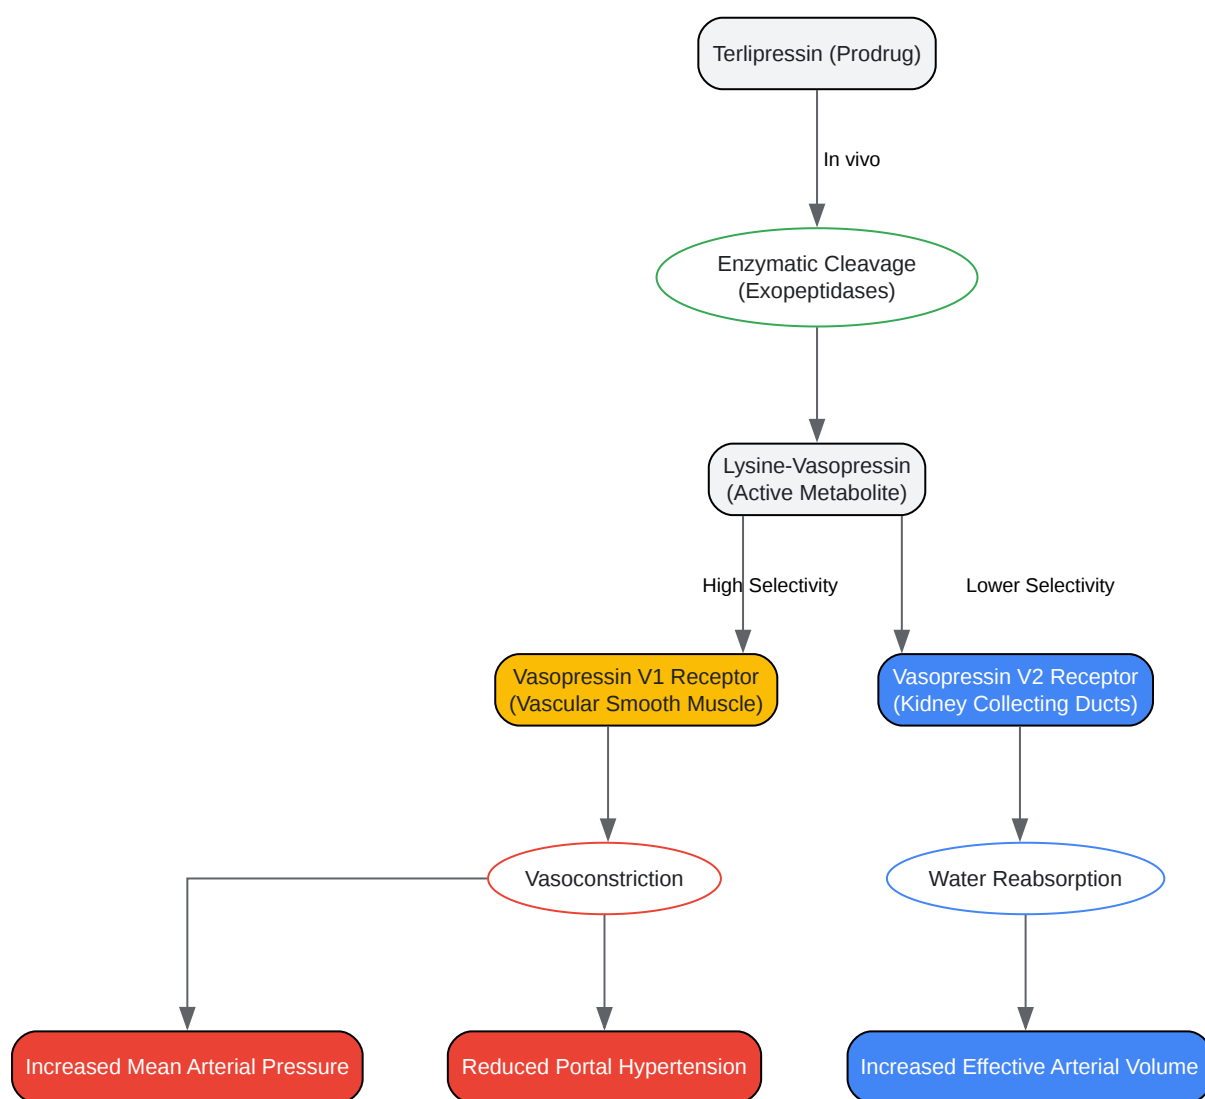 Terlipressin (Prodrug)
In vivo
Enzymatic Cleavage
(Exopeptidases)
Lysine-Vasopressin
(Active Metabolite)
High Selectivity
Lower Selectivity
Vasopressin V1 Receptor
(Vascular Smooth Muscle)
Vasopressin V2 Receptor
(Kidney Collecting Ducts)
Vasoconstriction
Water Reabsorption
Increased Mean Arterial Pressure
Reduced Portal Hypertension
Increased Effective Arterial Volume